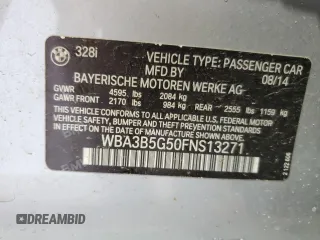 328i VEHICLE TYPE: PASSENGER CAR
MFD BY 08/14
BAYERISCHE MOTOREN WERKE AG
GVWR 4595 lbs 2084 kg
GAWR-FRONT 2170 lbs 984 kg REAR 2555 lbs 1159 kg
THIS VEHICLE CONFORMS TO ALL APPLICABLE
FEDERAL MOTOR VEHICLE SAFETY, BUMPER, AND
THEFT PREVENTION STANDARDS IN EFFECT ON THE
DATE OF MANUFACTURE SHOWN ABOVE.
WBA3B5G50FNS13271
DREAMBID
DREAMBID.COM